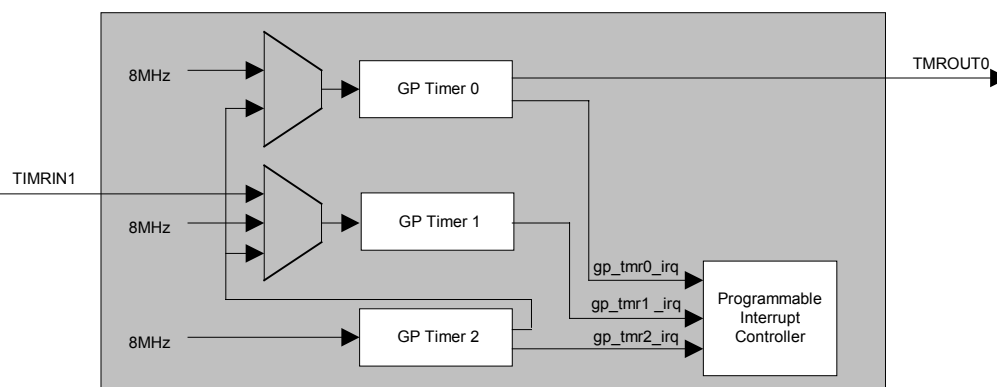 8MHz
GP Timer 0
TMROUT0
TIMRIN1
8MHz
GP Timer 1
gp_tmr0_irq
gp_tmr1 _irq
gp_tmr2_irq
Programmable
Interrupt
Controller
8MHz
GP Timer 2